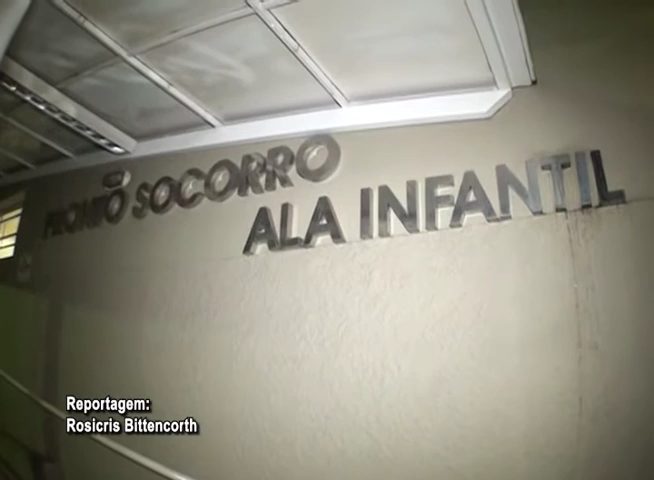 PRONTO SOCORRO
ALA INFANTIL
Reportagem:
Rosicris Bittencorth